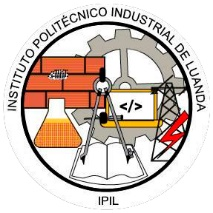 INSTITUTO POLITÉCNICO INDUSTRIAL DE LUANDA
</>
IPIL